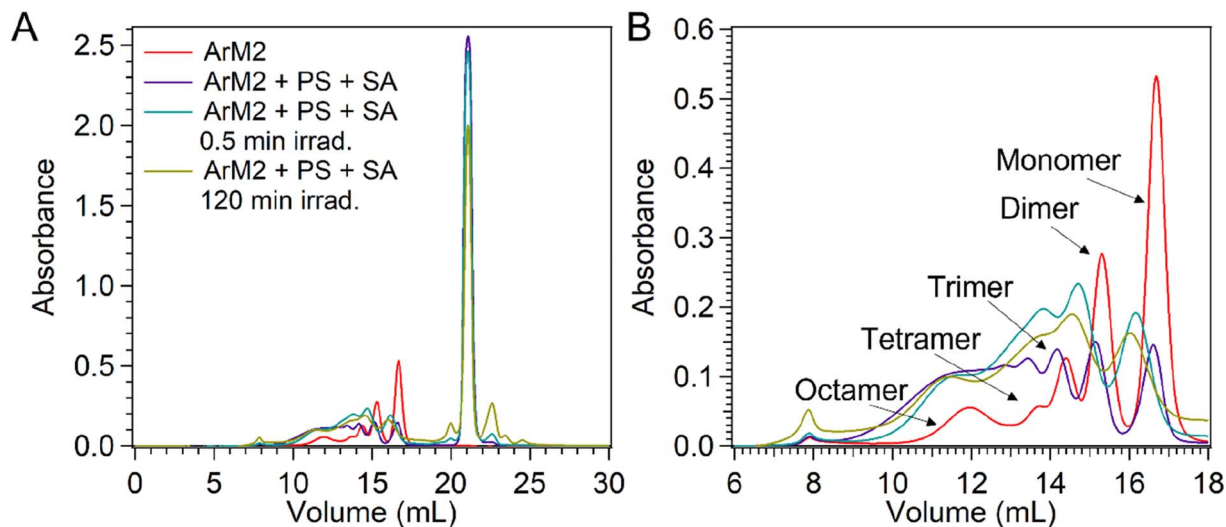 A
Absorbance
2.5
2.0
1.5
1.0
0.5
0.0
ArM2
ArM2 + PS + SA
ArM2 + PS + SA
0.5 min irrad.
ArM2 + PS + SA
120 min irrad.
0 5 10 15 20 25 30
Volume (mL)
B
Absorbance
0.6
0.5
0.4
0.3
0.2
0.1
0.0
Monomer
Dimer
Trimer
Tetramer
Octamer
6 8 10 12 14 16 18
Volume (mL)